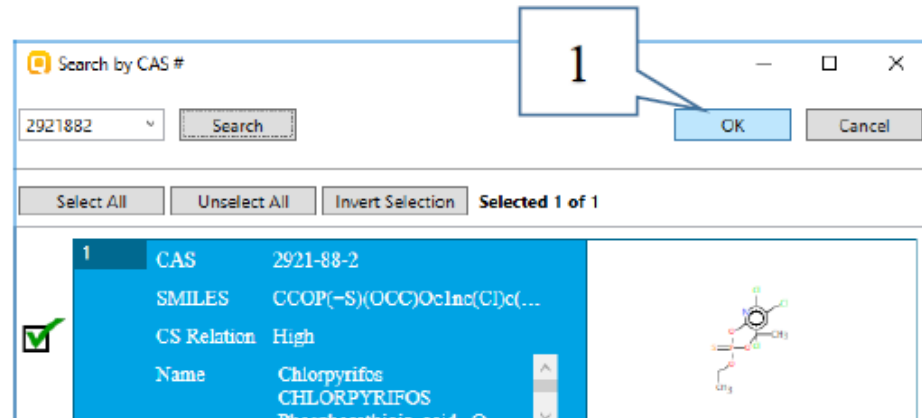 1
Search by CAS #
2921882 Search OK Cancel
Select All Unselect All Invert Selection Selected 1 of 1
1 CAS 2921-88-2
SMILES CCOP(=S)(OCC)Oc1nc(Cl)c(...
CS Relation High
Name Chlorpyrifos
CHLORPYRIFOS